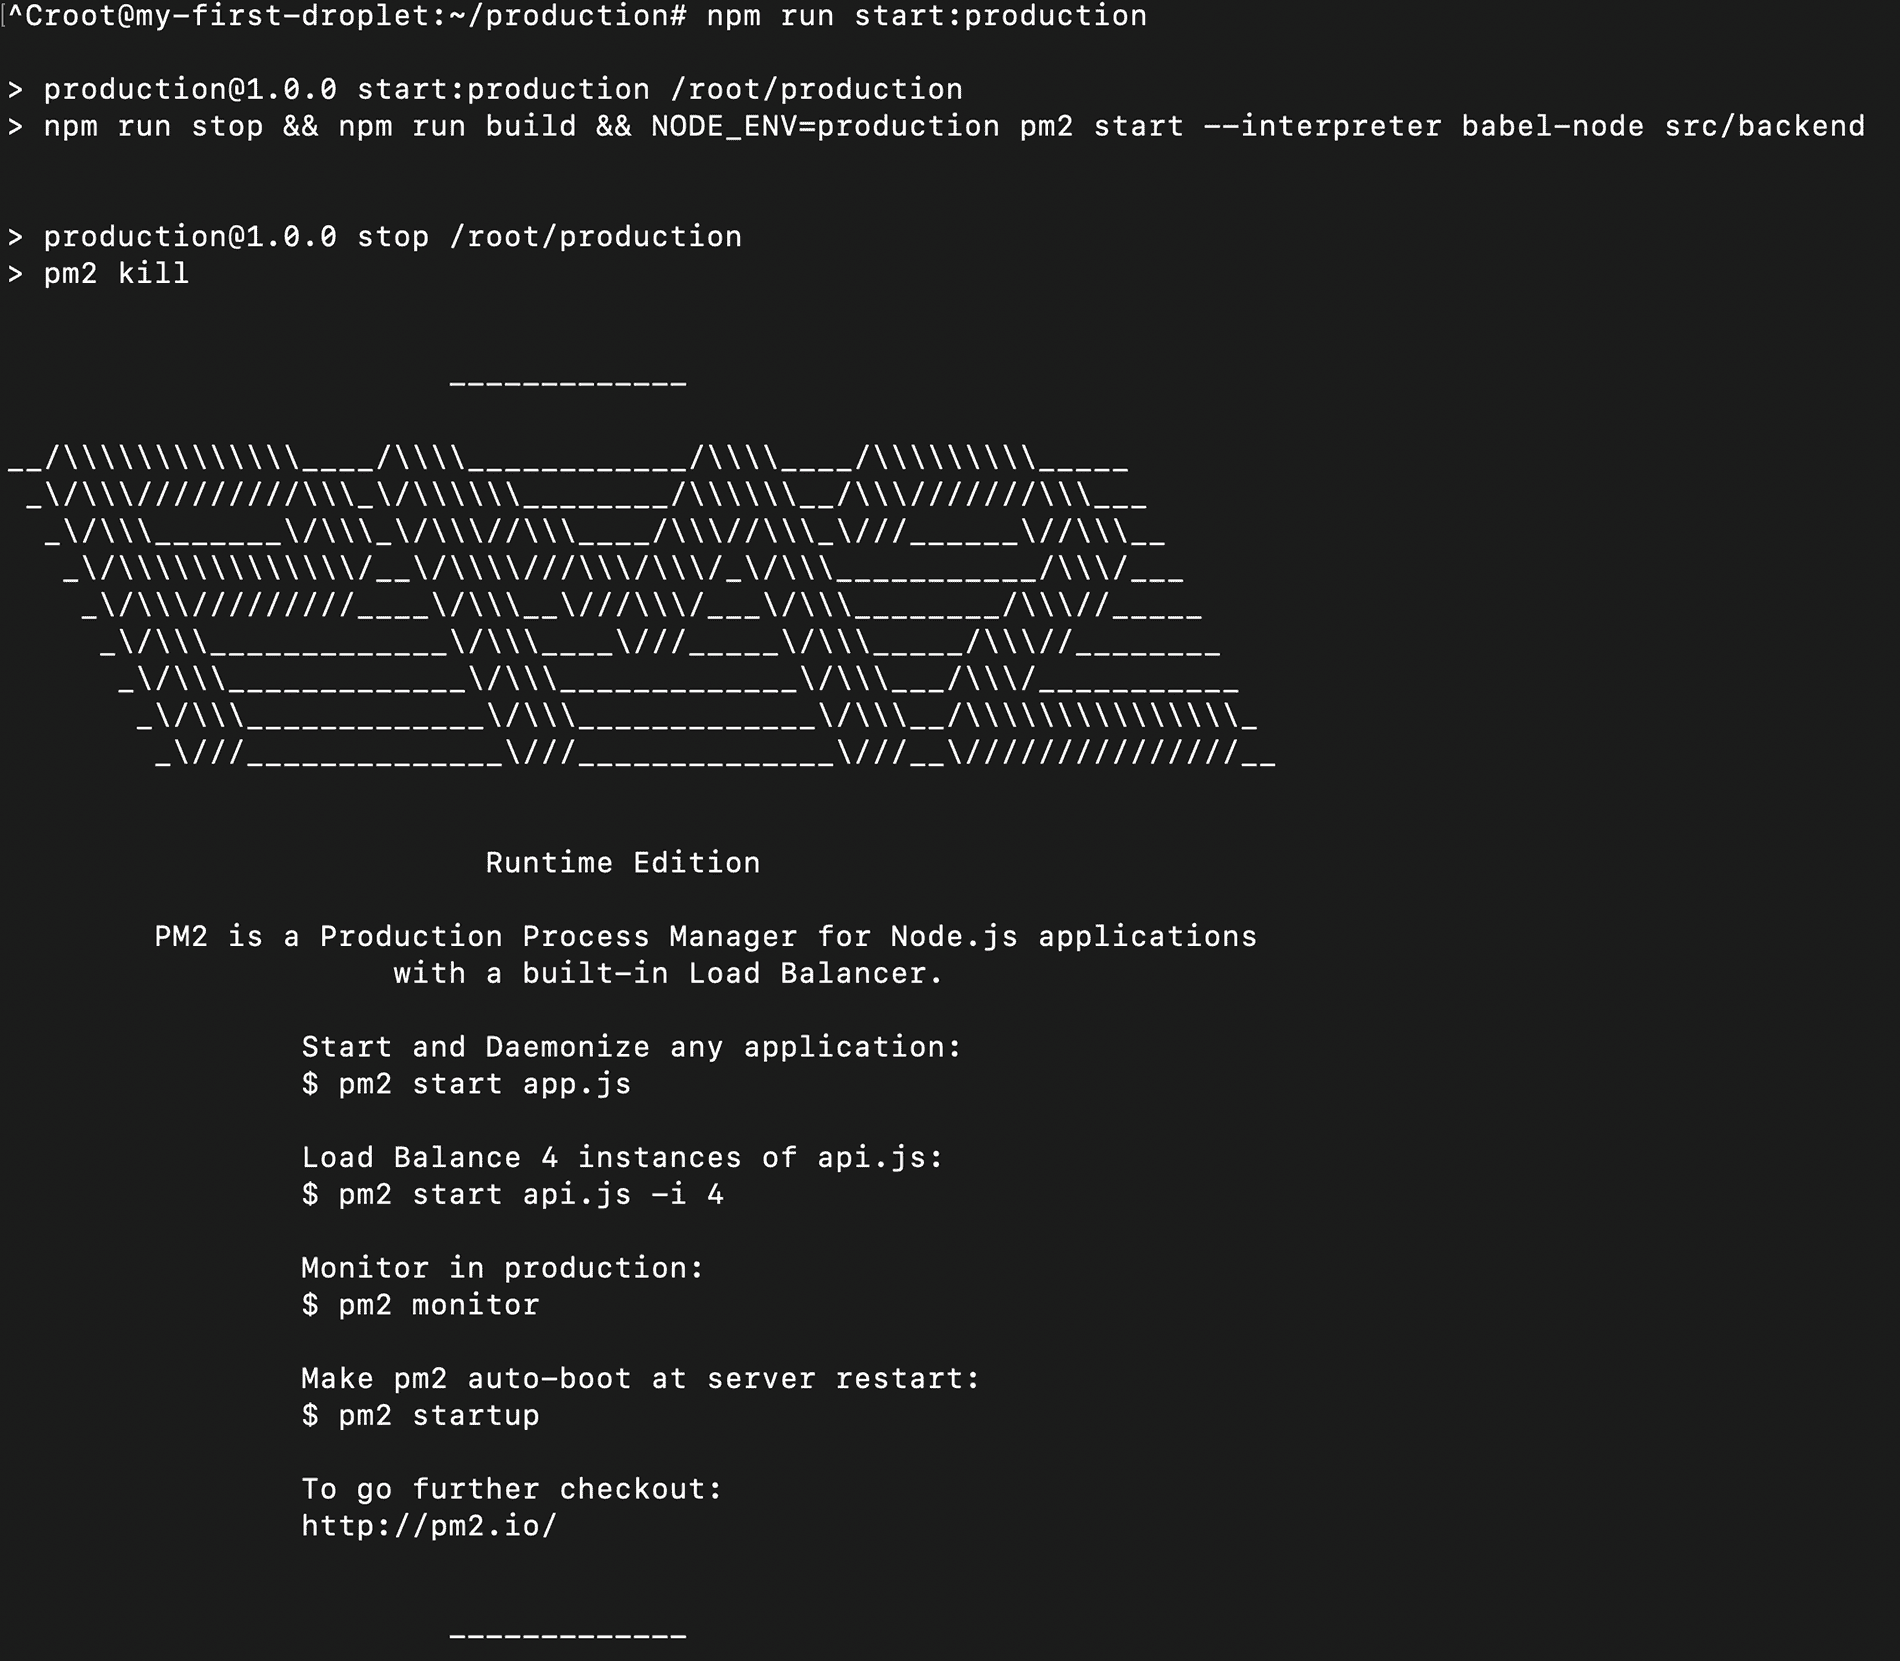 ^Croot@my-first-droplet:~/production# npm run start:production
> production@1.0.0 start:production /root/production
> npm run stop && npm run build && NODE_ENV=production pm2 start --interpreter babel-node src/backend
> production@1.0.0 stop /root/production
> pm2 kill
-------------
__/\\\\\\\\\\\\\____/\\\\____________/\\\\____/\\\\\\\\\_____
_\/\\\/////////\\\_\/\\\\\\________/\\\\\\__/\\\///////\\\___
_\/\\\_______\/\\\_\/\\\//\\\____/\\\//\\\_\///______\//\\\__
_\/\\\\\\\\\\\\\/__\/\\\\///\\\/\\\/_\/\\\___________/\\\/___
_\/\\\/////////____\/\\\__\///\\\/___\/\\\________/\\\//_____
_\/\\\_____________\/\\\____\///_____\/\\\_____/\\\//________
_\/\\\_____________\/\\\_____________\/\\\___/\\\/___________
_\/\\\_____________\/\\\_____________\/\\\__/\\\\\\\\\\\\\\\_
_\///______________\///______________\///__\///////////////__
Runtime Edition
PM2 is a Production Process Manager for Node.js applications
with a built-in Load Balancer.
Start and Daemonize any application:
$ pm2 start app.js
Load Balance 4 instances of api.js:
$ pm2 start api.js -i 4
Monitor in production:
$ pm2 monitor
Make pm2 auto-boot at server restart:
$ pm2 startup
To go further checkout:
http://pm2.io/
-------------